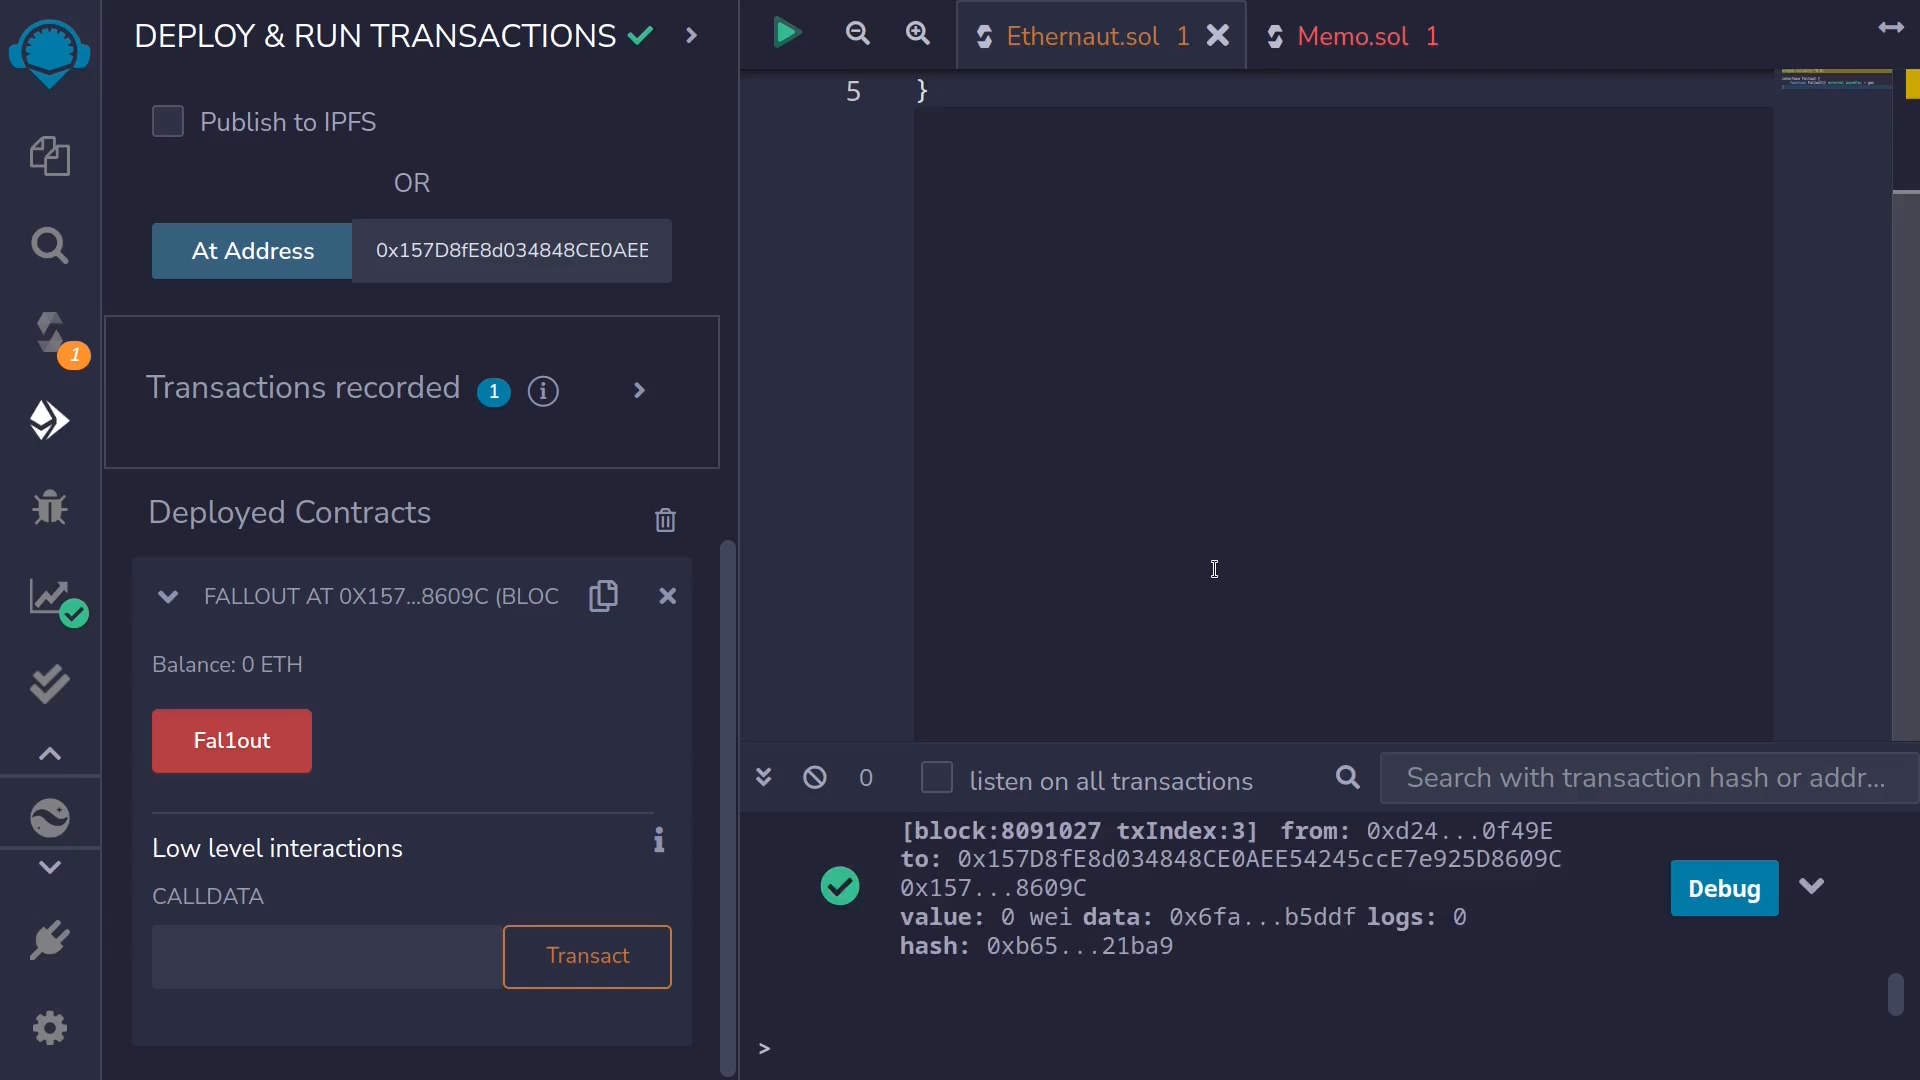 DEPLOY & RUN TRANSACTIONS
Ethernaut.sol 1
Memo.sol 1
5 }
Publish to IPFS
OR
At Address 0x157D8fE8d034848CE0AEE
1
Transactions recorded 1
Deployed Contracts
FALLOUT AT 0X157...8609C (BLOC
Balance: 0 ETH
Fal1out
Low level interactions
CALLDATA
Transact
0 listen on all transactions Search with transaction hash or addr...
[block:8091027 txIndex:3] from: 0xd24...0f49E
to: 0x157D8fE8d034848CE0AEE54245ccE7e925D8609C
0x157...8609C
value: 0 wei data: 0x6fa...b5ddf logs: 0
hash: 0xb65...21ba9
Debug
>